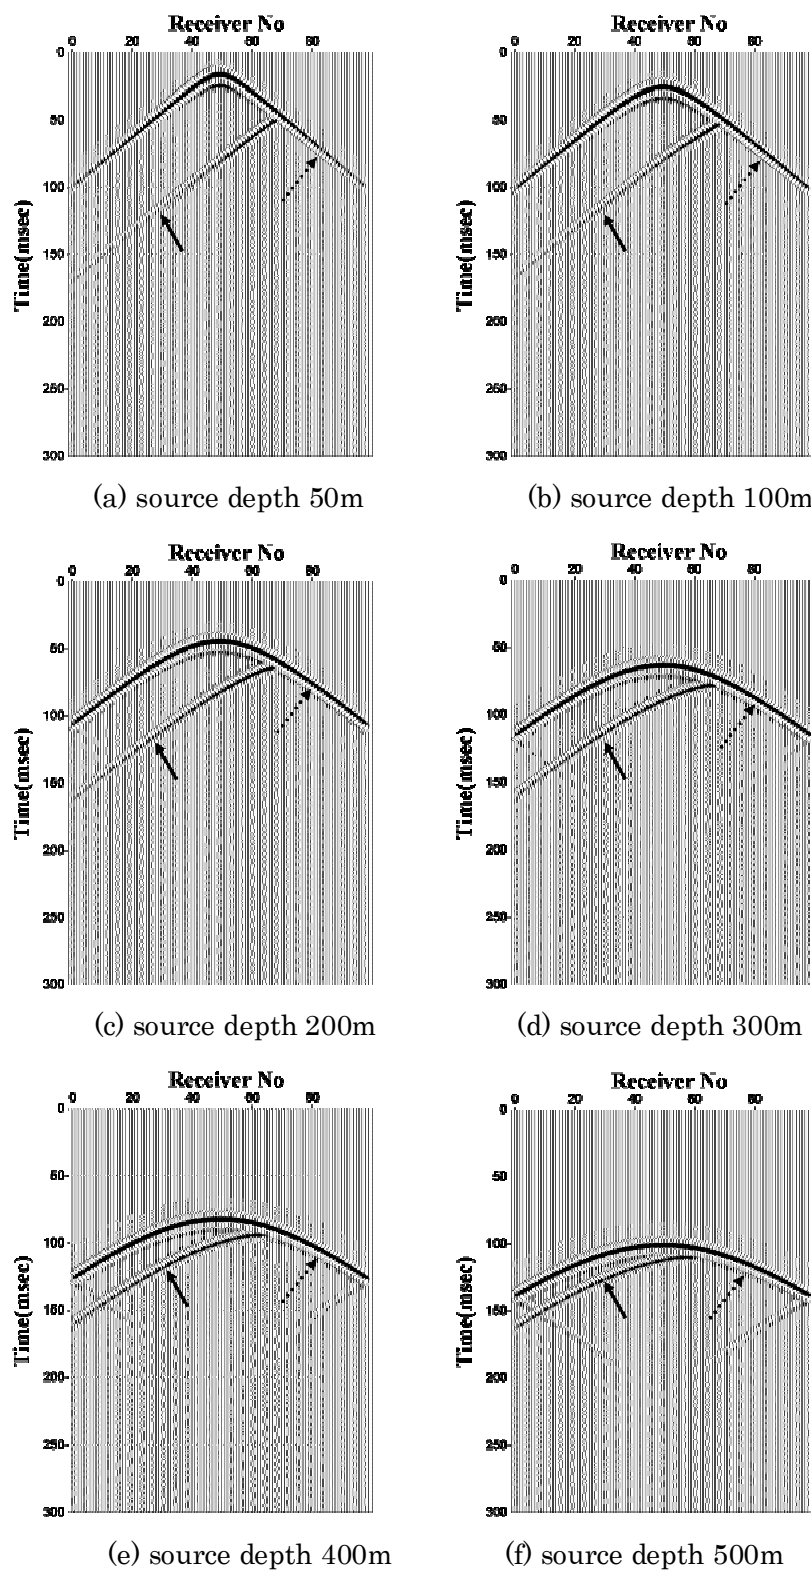 Receiver No
Receiver No
0 20 40 60 80
0 20 40 60 80
Time(msec)
0
50
100
150
200
250
300
Time(msec)
0
50
100
150
200
250
300
(a) source depth 50m
(b) source depth 100m
Receiver No
Receiver No
0 20 40 60 80
0 20 40 60 80
Time(msec)
0
50
100
150
200
250
300
Time(msec)
0
50
100
150
200
250
300
(c) source depth 200m
(d) source depth 300m
Receiver No
Receiver No
0 20 40 60 80
0 20 40 60 80
Time(msec)
0
50
100
150
200
250
300
Time(msec)
0
50
100
150
200
250
300
(e) source depth 400m
(f) source depth 500m